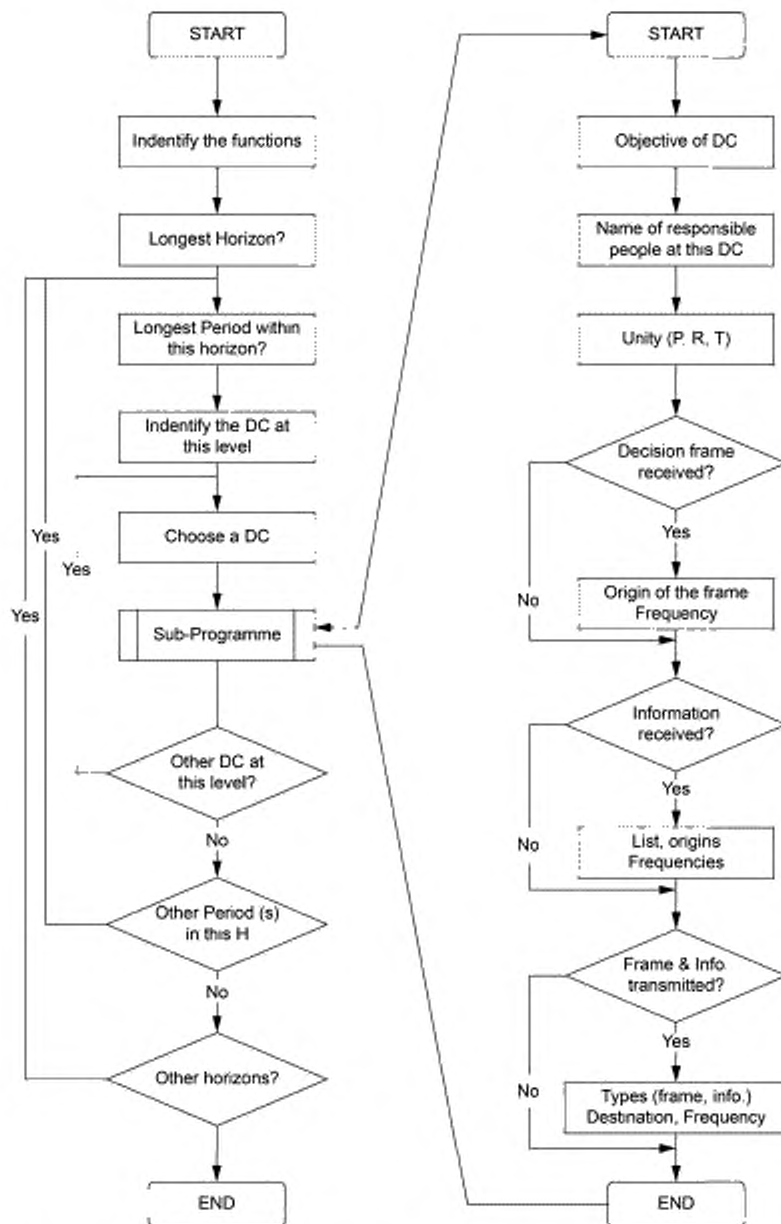 START
Indentify the functions
Longest Horizon?
Longest Period within
this horizon?
Indentify the DC at
this level
Choose a DC
Sub-Programme
Other DC at
this level?
No
Other Period (s)
in this H
No
Other horizons?
END
Yes
Yes
Yes
START
Objective of DC
Name of responsible
people at this DC
Unity (P. R, T)
Decision frame
received?
Yes
No
Origin of the frame
Frequency
Information
received?
Yes
No
List, origins
Frequencies
Frame & Info.
transmitted?
Yes
No
Types (frame, info.)
Destination, Frequency
END